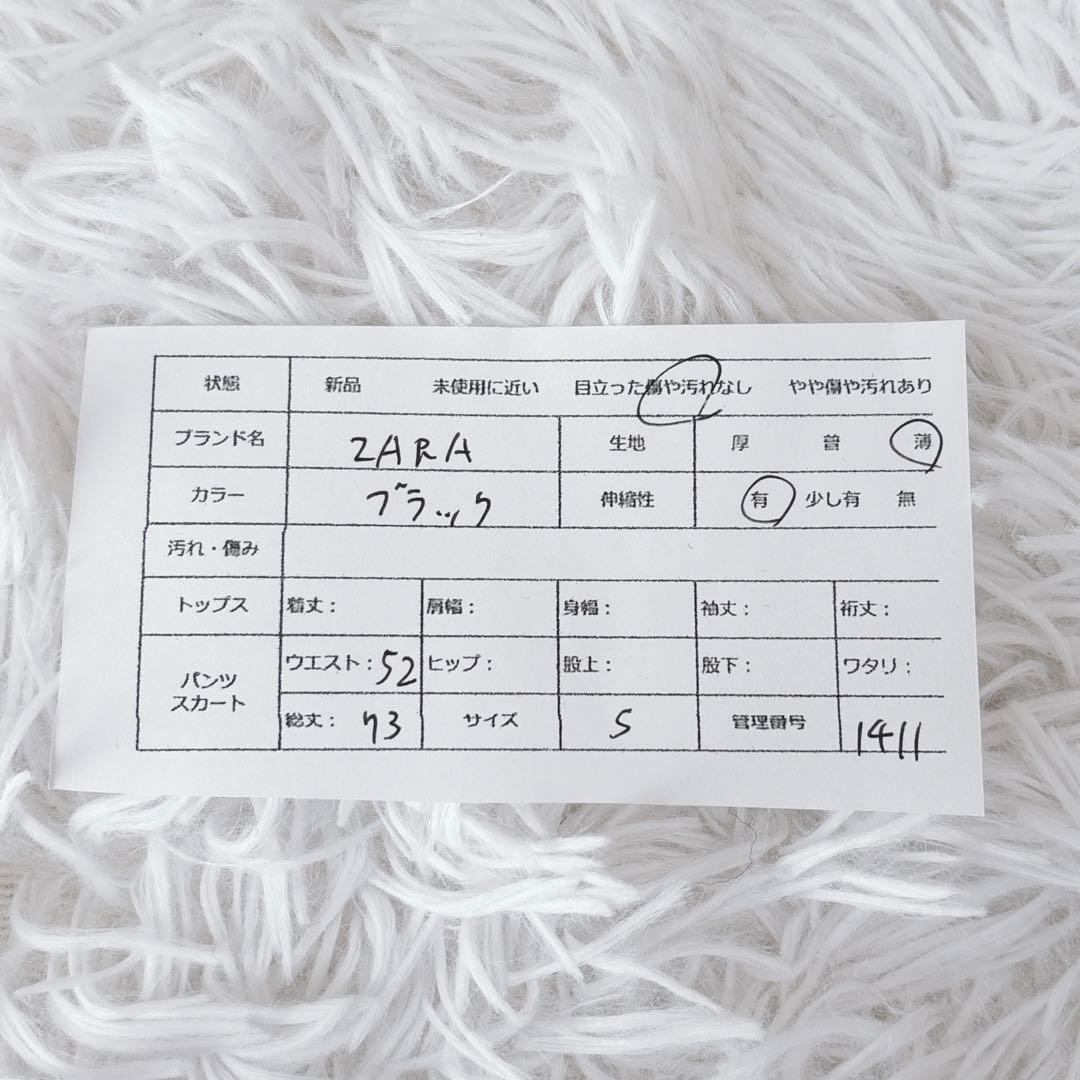 状態 新品 未使用に近い 目立った傷や汚れなし やや傷や汚れあり
ブランド名 ZARA 生地 厚 普 薄
カラー ブラック 伸縮性 有 少し有 無
汚れ・傷み
トップス 着丈： 肩幅： 身幅： 袖丈： 裄丈：
パンツ スカート
ウエスト：52 ヒップ： 股上： 股下： ワタリ：
総丈：73 サイズ S 管理番号 1411